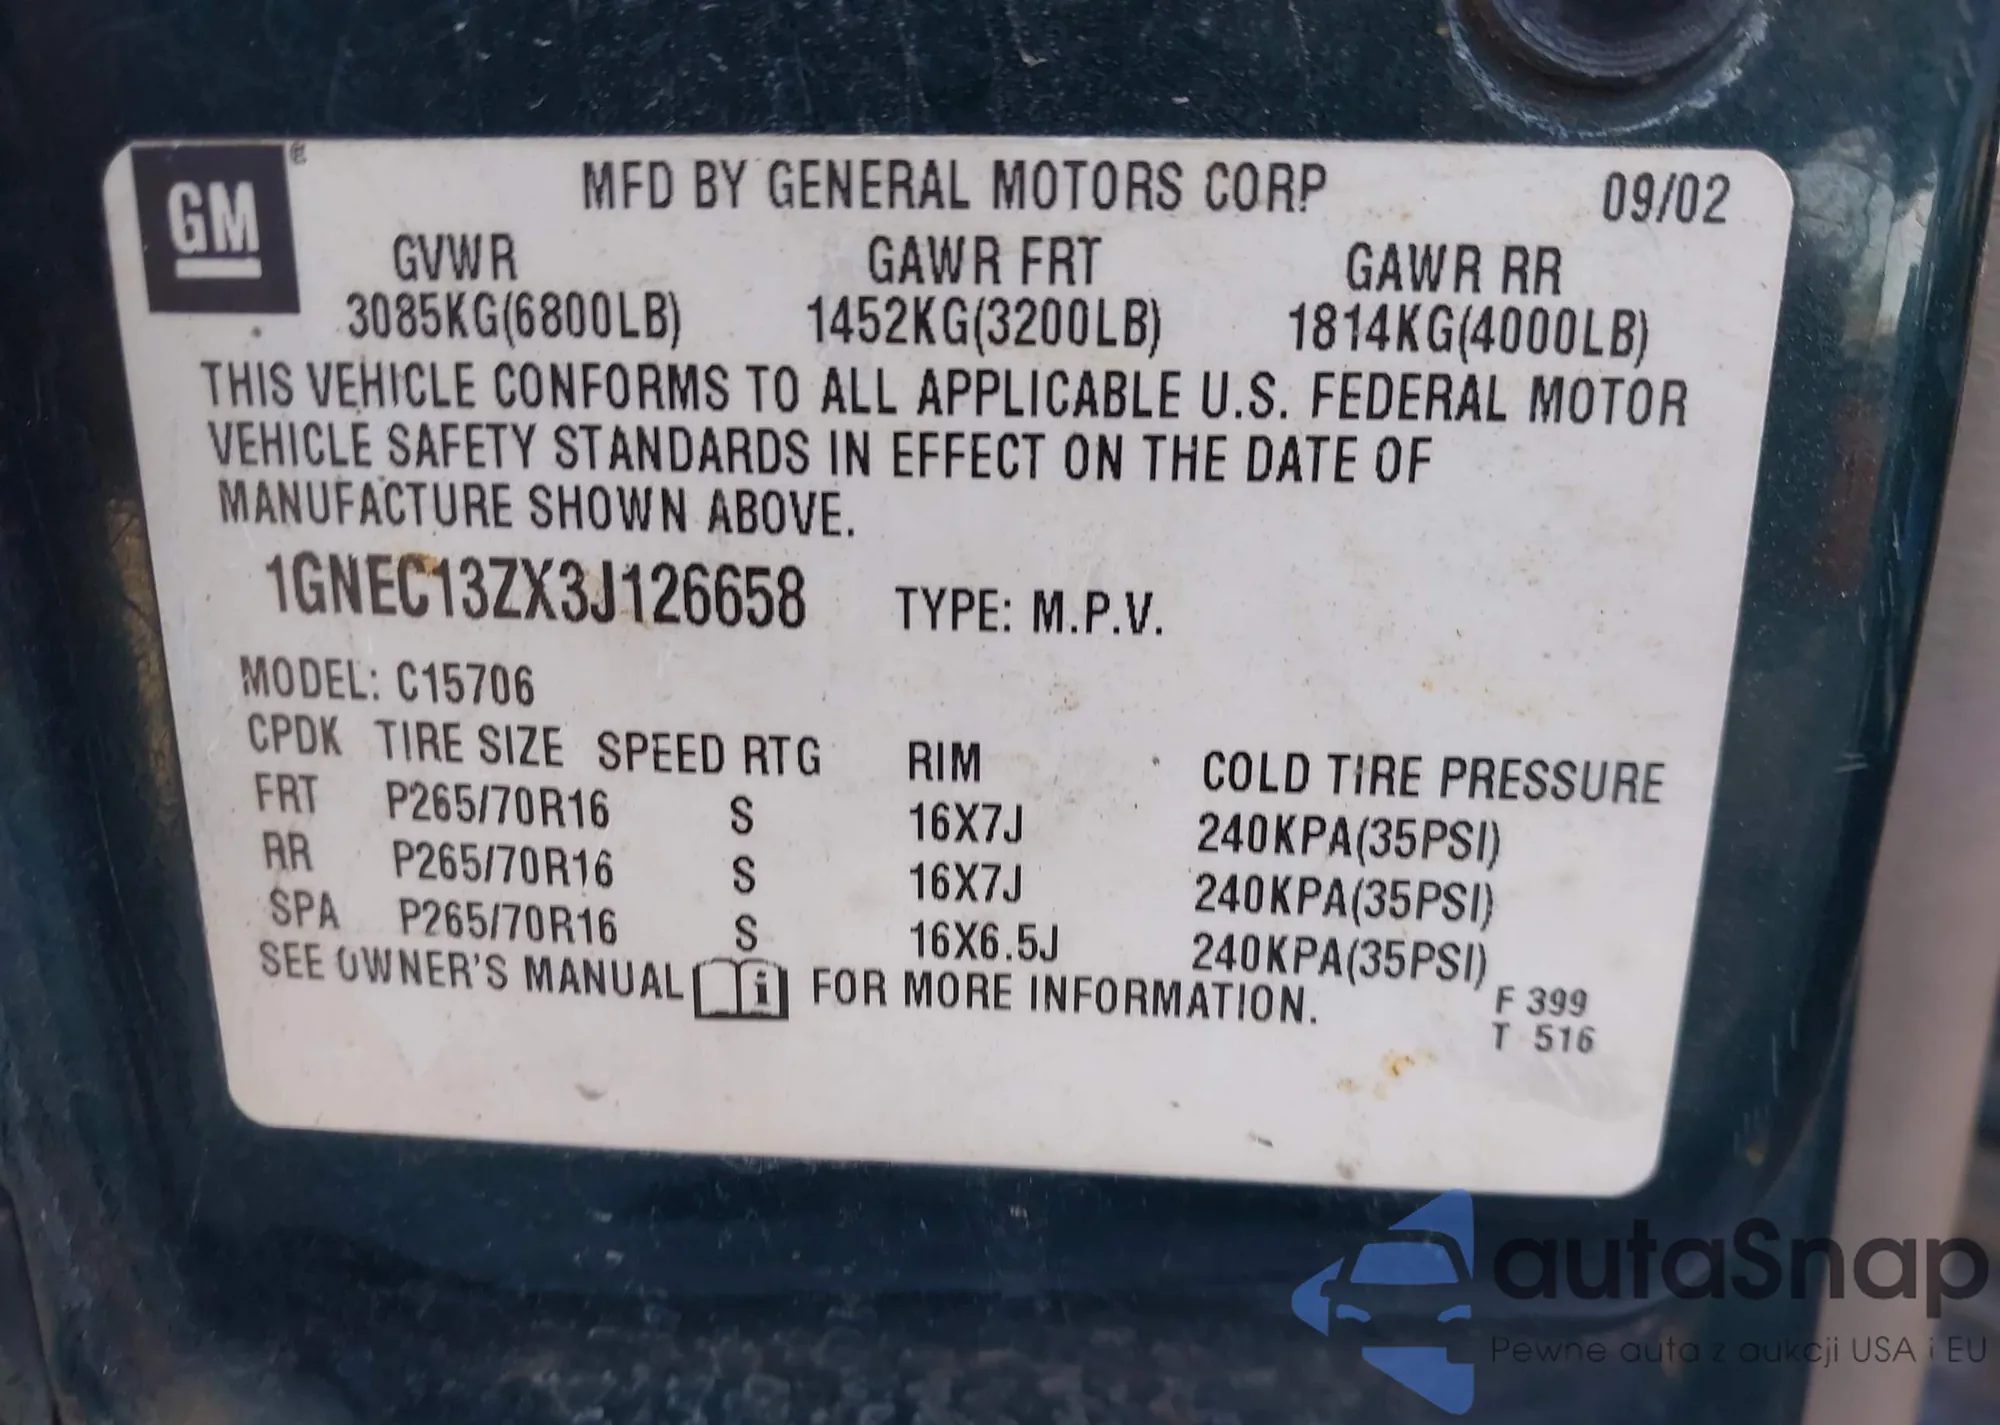 GM®
MFD BY GENERAL MOTORS CORP 09/02
GVWR GAWR FRT GAWR RR
3085KG(6800LB) 1452KG(3200LB) 1814KG(4000LB)
THIS VEHICLE CONFORMS TO ALL APPLICABLE U.S. FEDERAL MOTOR
VEHICLE SAFETY STANDARDS IN EFFECT ON THE DATE OF
MANUFACTURE SHOWN ABOVE.
1GNEC13ZX3J126658 TYPE: M.P.V.
MODEL: C15706
CPDK TIRE SIZE SPEED RTG RIM COLD TIRE PRESSURE
FRT P265/70R16 S 16X7J 240KPA(35PSI)
RR P265/70R16 S 16X7J 240KPA(35PSI)
SPA P265/70R16 S 16X6.5J 240KPA(35PSI)
SEE OWNER'S MANUAL i FOR MORE INFORMATION.
F 399
T 516
autaSnap
Pewne auta z aukcji USA i EU